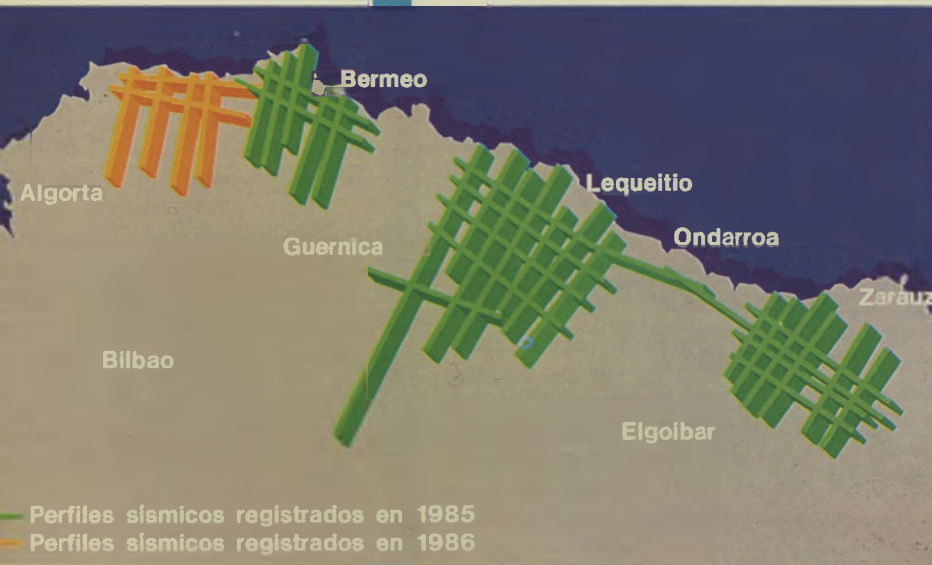 Bermeo
Algorta
Lequeitio
Guernica
Ondarroa
Zarauz
Bilbao
Elgoibar
Perfiles sísmicos registrados en 1985
Perfiles sísmicos registrados en 1986